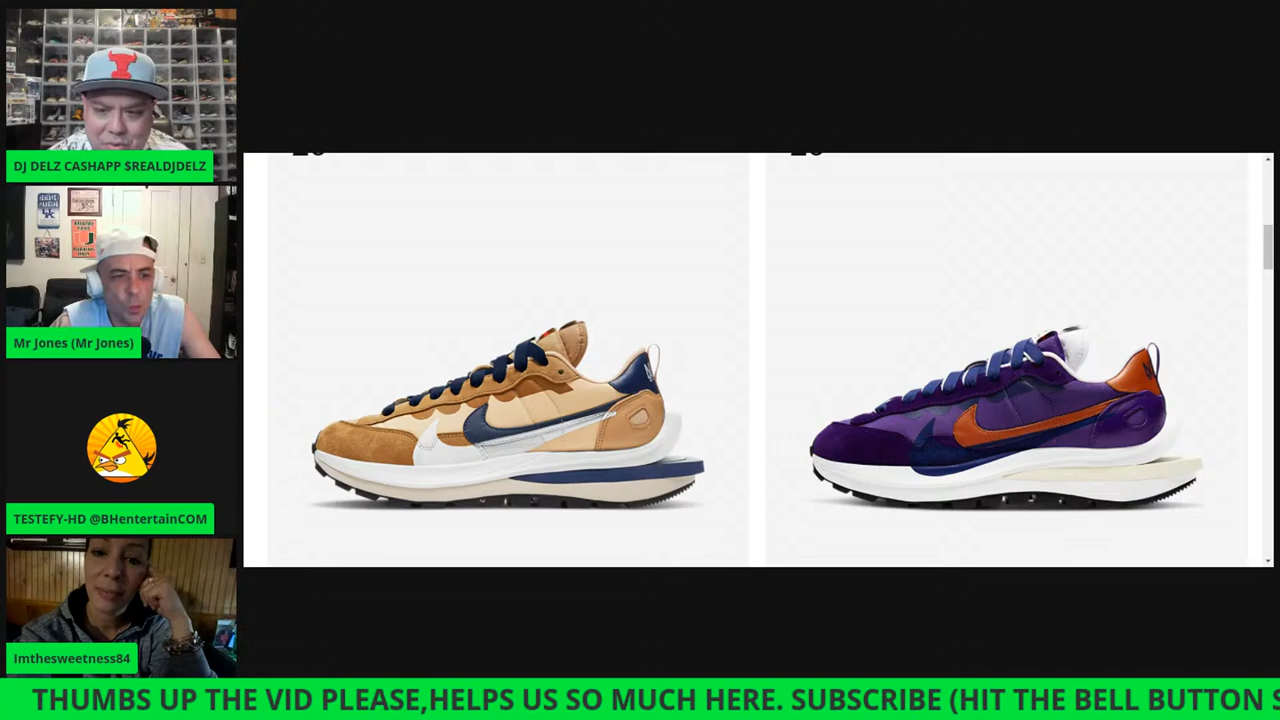 DJ DELZ CASHAPP $REALDJDELZ
Mr Jones (Mr Jones)
TESTEFY-HD @BHentertainCOM
Imthesweetness84
THUMBS UP THE VID PLEASE,HELPS US SO MUCH HERE. SUBSCRIBE (HIT THE BELL BUTTON S